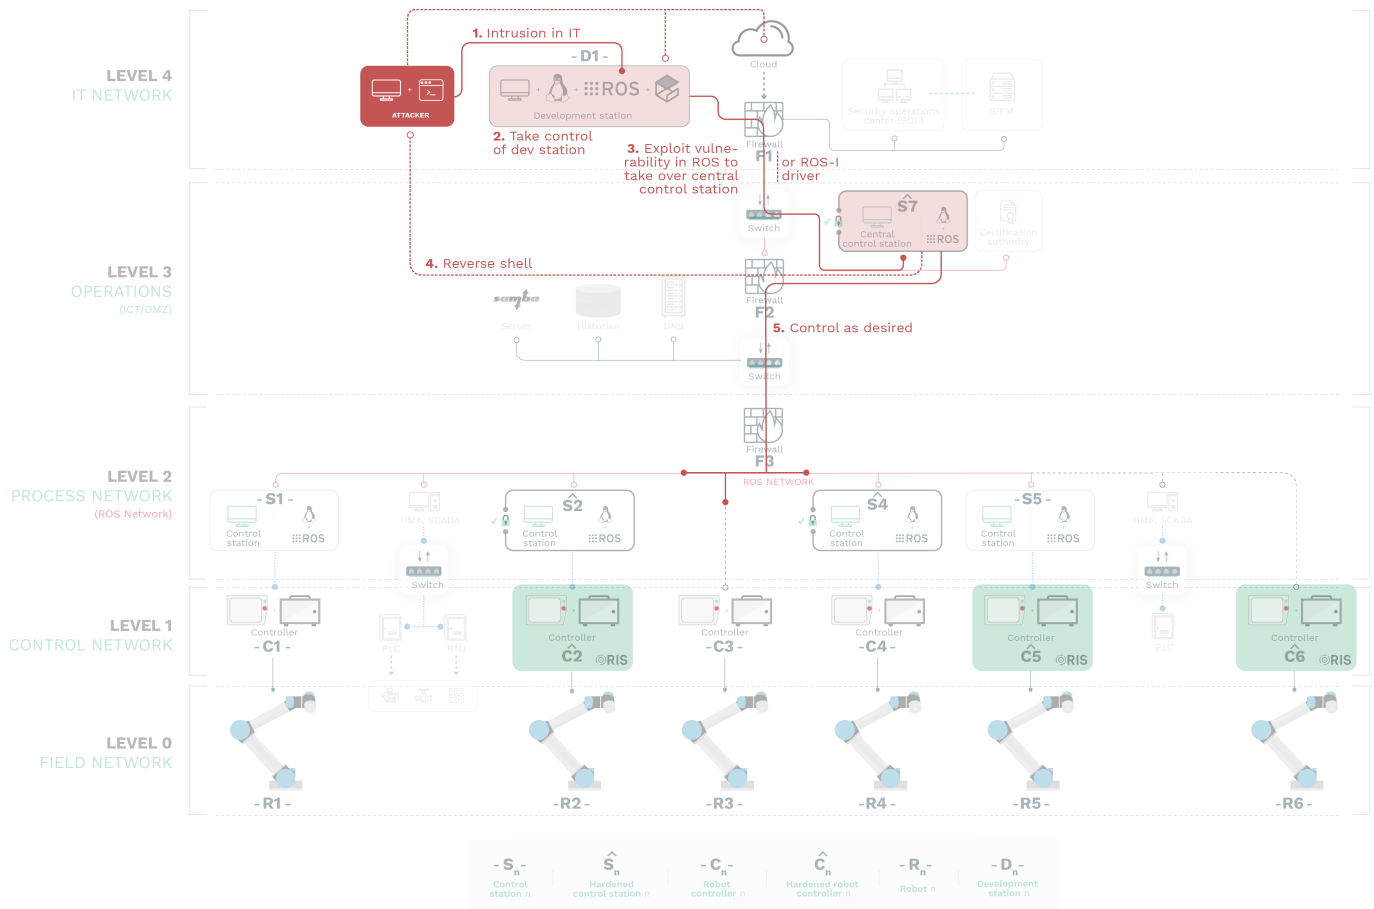 LEVEL 4
IT NETWORK
1. Intrusion in IT
- D1 -
ATTACKER
ROS
Development station
Cloud
Firewall
F1
Security operations
center (SOC)
SIEM
2. Take control
of dev station
3. Exploit vulne-
rability in ROS to
take over central
control station
or ROS-I
driver
LEVEL 3
OPERATIONS
(ICT/DMZ)
Switch
S7
Central
control station
ROS
Certification
authority
4. Reverse shell
Firewall
F2
samba
Server
Historian
DNS
5. Control as desired
Switch
LEVEL 2
PROCESS NETWORK
(ROS Network)
Firewall
F3
ROS NETWORK
- S1 -
Control
station
ROS
HMA, SCADA
Switch
S2
Control
station
ROS
S4
Control
station
ROS
- S5 -
Control
station
ROS
HMA, SCADA
Switch
LEVEL 1
CONTROL NETWORK
Controller
- C1 -
PLC
RTU
Controller
C2
RIS
Controller
- C3 -
Controller
- C4 -
Controller
C5
RIS
PLC
Controller
C6
RIS
LEVEL 0
FIELD NETWORK
- R1 -
- R2 -
- R3 -
- R4 -
- R5 -
- R6 -
- Sn -
Control
station n
Ŝn
Hardened
control station n
- Cn -
Robot
controller n
Ĉn
Hardened robot
controller n
- Rn -
Robot n
- Dn -
Development
station n